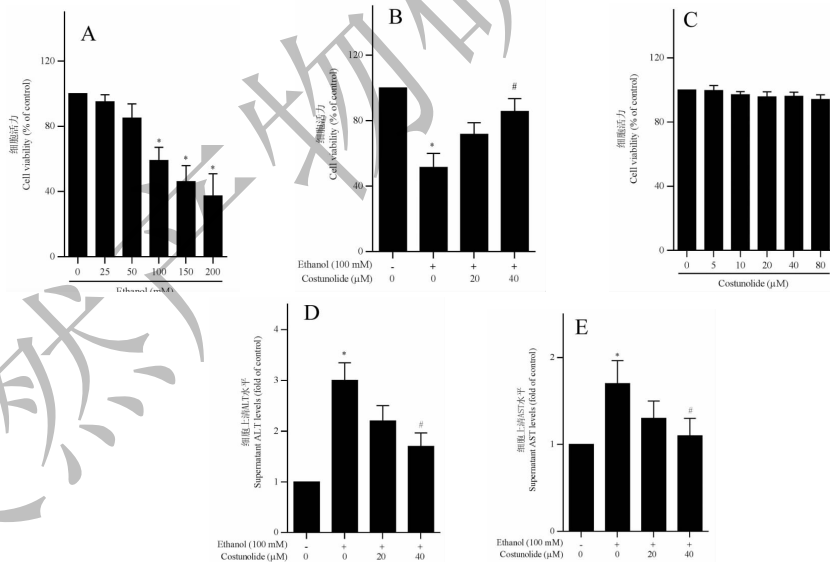 A
细胞活力
Cell viability (% of control)
120
80
40
0
*
*
*
0 25 50 100 150 200
Ethanol (mM)
B
细胞活力
Cell viability (% of control)
120
80
40
0
*
#
Ethanol (100 mM) - + + +
Costunolide (μM) 0 0 20 40
C
细胞活力
Cell viability (% of control)
120
80
40
0
0 5 10 20 40 80
Costunolide (μM)
D
细胞上清ALT水平
Supernatant ALT levels (fold of control)
4
3
2
1
0
*
#
Ethanol (100 mM) - + + +
Costunolide (μM) 0 0 20 40
E
细胞上清AST水平
Supernatant AST levels (fold of control)
2
1
0
*
#
Ethanol (100 mM) - + + +
Costunolide (μM) 0 0 20 40
然产物研